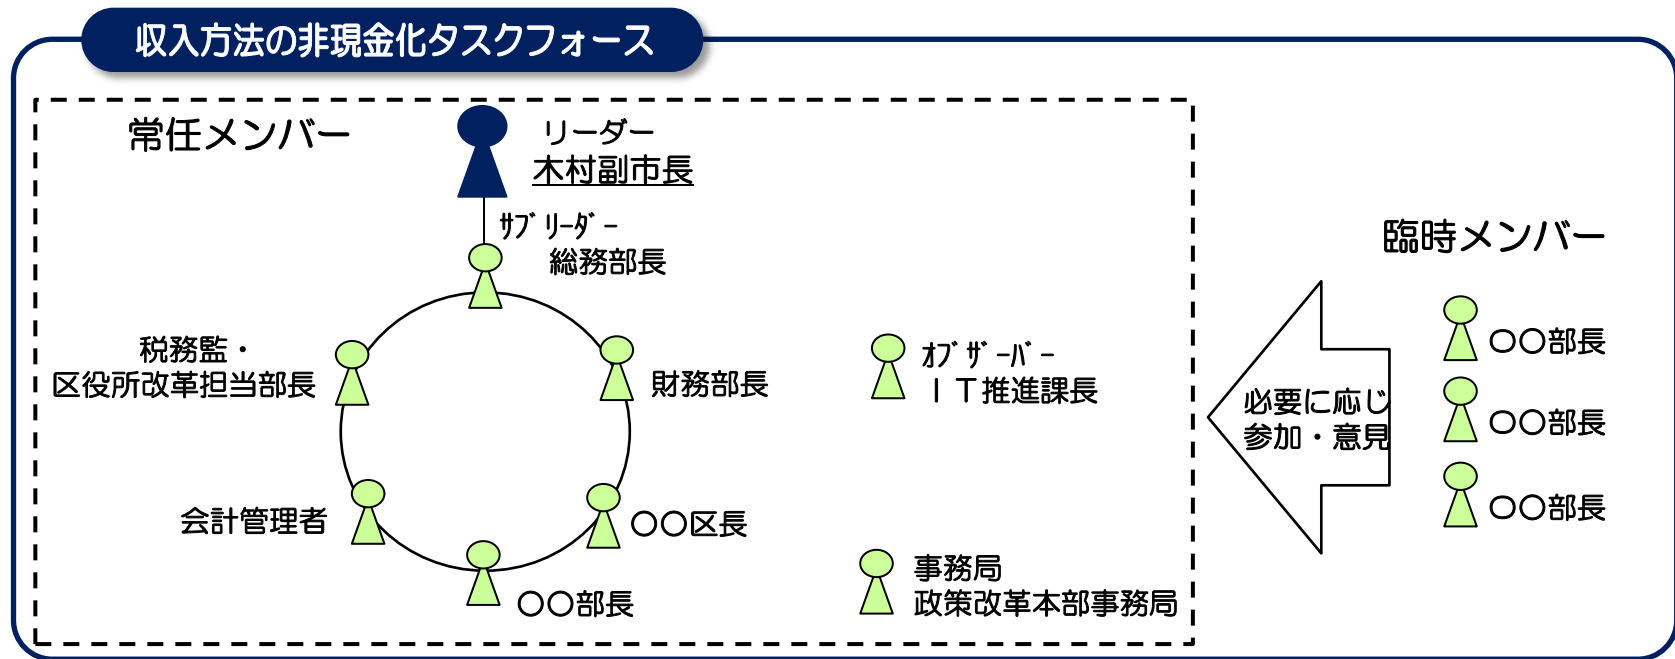 収入方法の非現金化タスクフォース
常任メンバー
リーダー
木村副市長
ｻﾌﾞﾘｰﾀﾞｰ
総務部長
税務監・
区役所改革担当部長
財務部長
会計管理者
〇〇区長
〇〇部長
ｵﾌﾞｻﾞｰﾊﾞｰ
ＩＴ推進課長
事務局
政策改革本部事務局
必要に応じ
参加・意見
臨時メンバー
〇〇部長
〇〇部長
〇〇部長